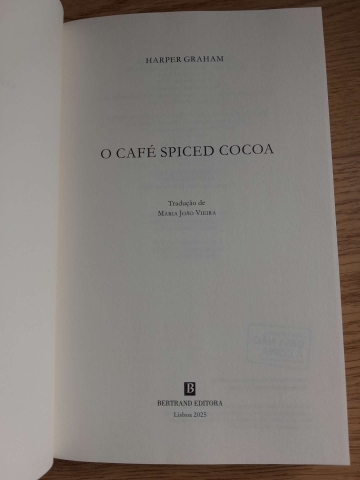 HARPER GRAHAM
O CAFÉ SPICED COCOA
Tradução de
MARIA JOÃO VIEIRA
B
BERTRAND EDITORA
Lisboa 2025